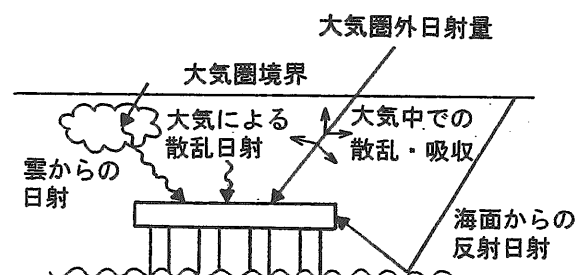 大気圏外日射量
大気圏境界
大気による
散乱日射
大気中での
散乱・吸収
雲からの
日射
海面からの
反射日射